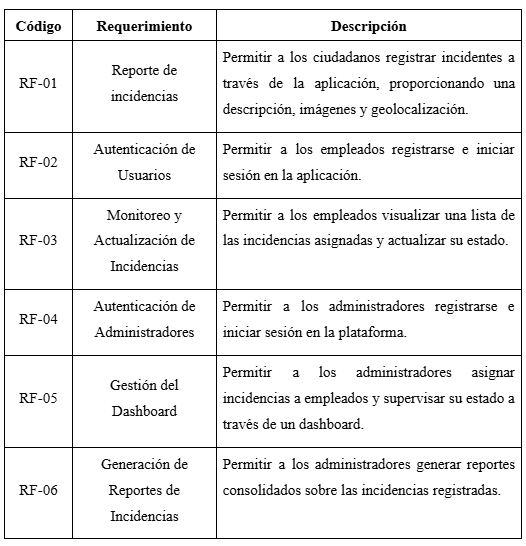 Código Requerimiento Descripción
RF-01
Reporte de
incidencias
Permitir a los ciudadanos registrar incidentes a
través de la aplicación, proporcionando una
descripción, imágenes y geolocalización.
RF-02
Autenticación de
Usuarios
Permitir a los empleados registrarse e iniciar
sesión en la aplicación.
RF-03
Monitoreo y
Actualización de
Incidencias
Permitir a los empleados visualizar una lista de
las incidencias asignadas y actualizar su estado.
RF-04
Autenticación de
Administradores
Permitir a los administradores registrarse e
iniciar sesión en la plataforma.
RF-05
Gestión del
Dashboard
Permitir a los administradores asignar
incidencias a empleados y supervisar su estado a
través de un dashboard.
RF-06
Generación de
Reportes de
Incidencias
Permitir a los administradores generar reportes
consolidados sobre las incidencias registradas.